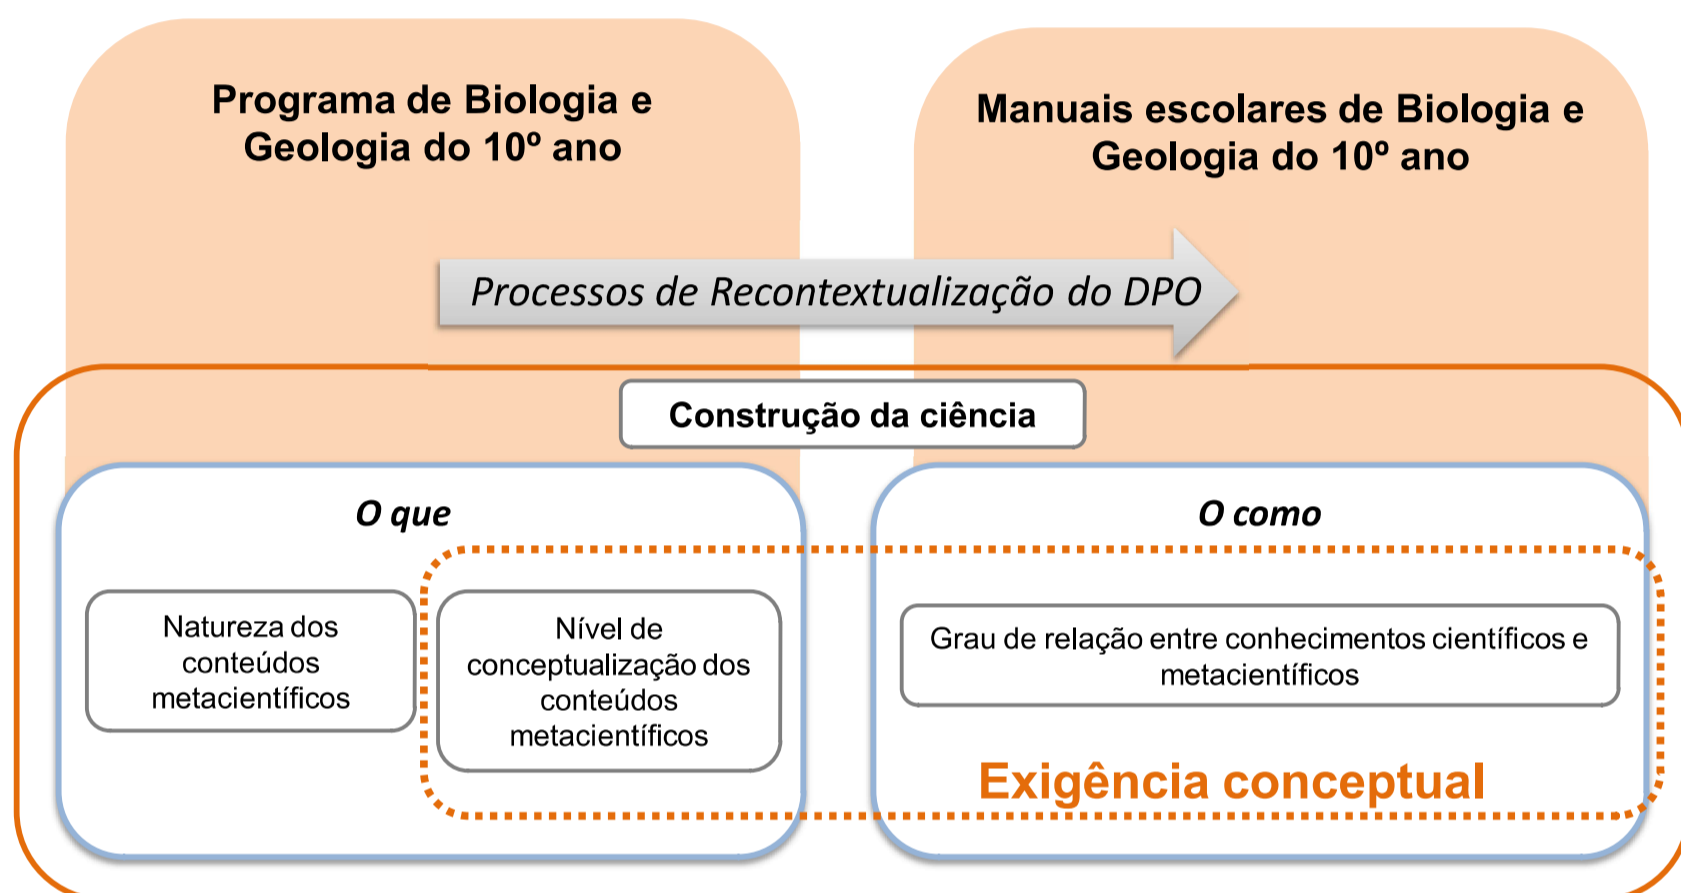 Programa de Biologia e
Geologia do 10º ano
Manuais escolares de Biologia e
Geologia do 10º ano
Processos de Recontextualização do DPO
Construção da ciência
O que
O como
Natureza dos
conteúdos
metacientíficos
Nível de
conceptualização dos
conteúdos
metacientíficos
Grau de relação entre conhecimentos científicos e
metacientíficos
Exigência conceptual